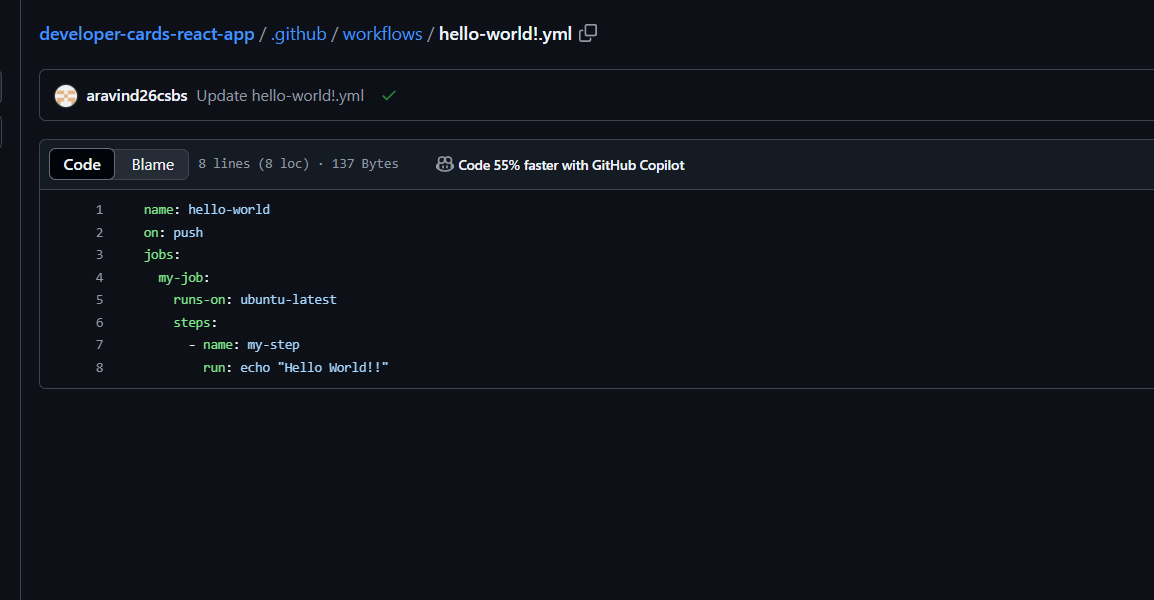 developer-cards-react-app / .github / workflows / hello-world!.yml
aravind26csbs Update hello-world!.yml
Code Blame 8 lines (8 loc) · 137 Bytes Code 55% faster with GitHub Copilot
1 name: hello-world
2 on: push
3 jobs:
4   my-job:
5     runs-on: ubuntu-latest
6     steps:
7       - name: my-step
8         run: echo "Hello World!!"